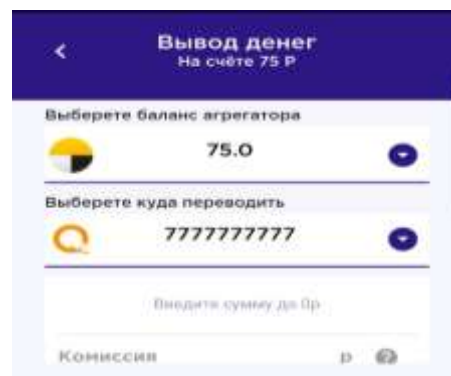 Вывод денег
На счёте 75 Р
Выберете баланс агрегатора
75.0
Выберете куда переводить
7777777777
Введите сумму до 0р
Комиссия р ?